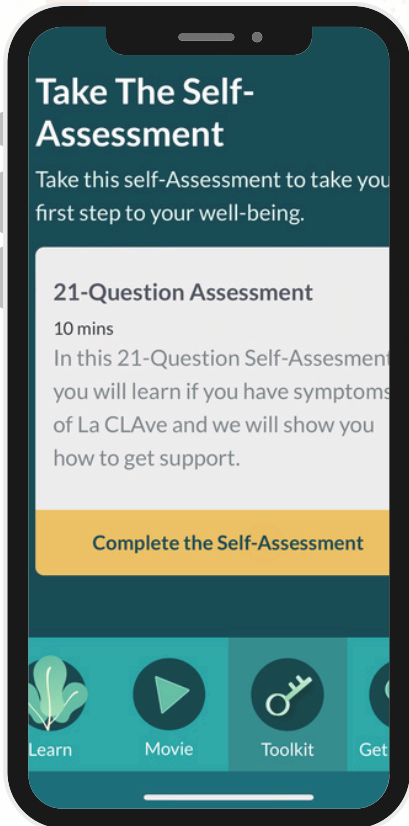 Take The Self-
Assessment
Take this self-Assessment to take you
first step to your well-being.
21-Question Assessment
10 mins
In this 21-Question Self-Assesment
you will learn if you have symptoms
of La CLAve and we will show you
how to get support.
Complete the Self-Assessment
Learn
Movie
Toolkit
Get